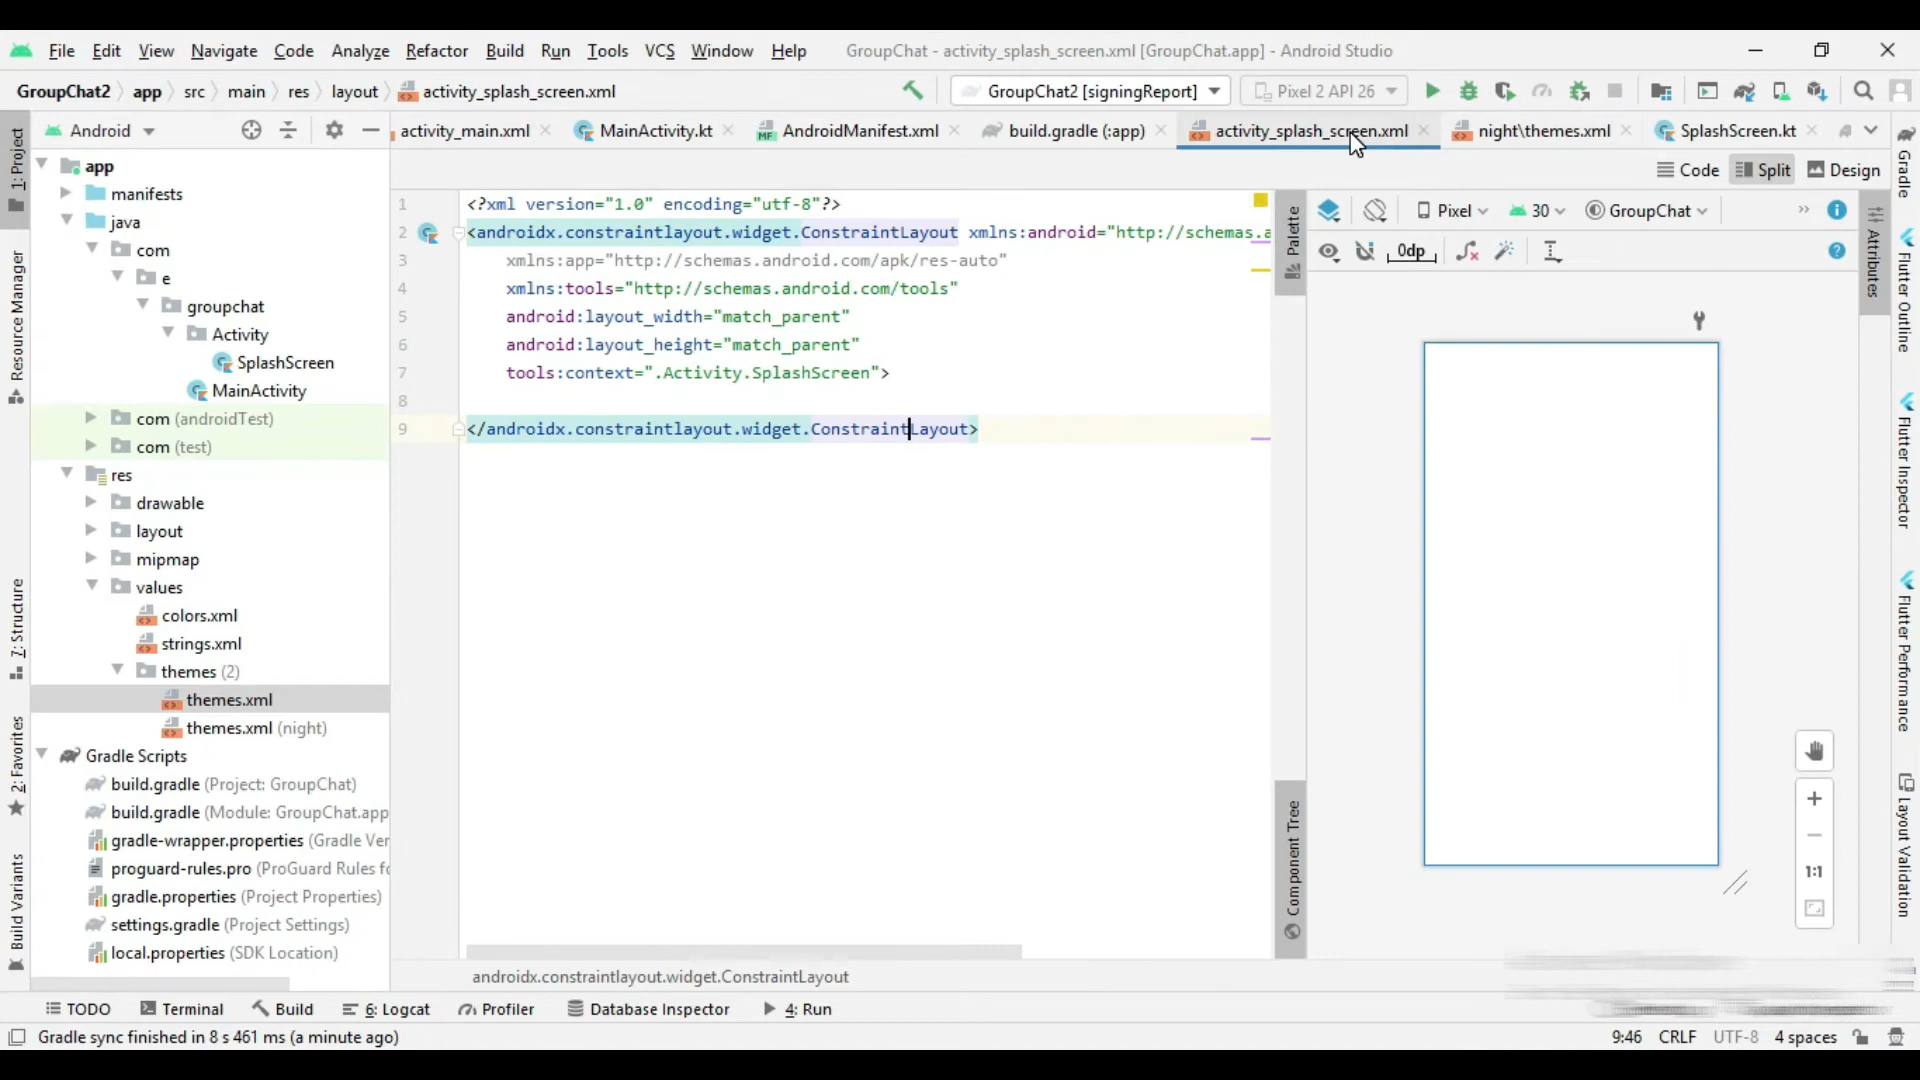 File Edit View Navigate Code Analyze Refactor Build Run Tools VCS Window Help GroupChat - activity_splash_screen.xml [GroupChat.app] - Android Studio
GroupChat2 app src main res layout activity_splash_screen.xml GroupChat2 [signingReport] Pixel 2 API 26
Android activity_main.xml MainActivity.kt AndroidManifest.xml build.gradle (:app) activity_splash_screen.xml night\themes.xml SplashScreen.kt
Code Split Design
1: Project
Resource Manager
7: Structure
2: Favorites
Build Variants
app
manifests
java
com
e
groupchat
Activity
SplashScreen
MainActivity
com (androidTest)
com (test)
res
drawable
layout
mipmap
values
colors.xml
strings.xml
themes (2)
themes.xml
themes.xml (night)
Gradle Scripts
build.gradle (Project: GroupChat)
build.gradle (Module: GroupChat.app
gradle-wrapper.properties (Gradle Ver
proguard-rules.pro (ProGuard Rules fo
gradle.properties (Project Properties)
settings.gradle (Project Settings)
local.properties (SDK Location)
1 <?xml version="1.0" encoding="utf-8"?>
2 <androidx.constraintlayout.widget.ConstraintLayout xmlns:android="http://schemas.a
3 xmlns:app="http://schemas.android.com/apk/res-auto"
4 xmlns:tools="http://schemas.android.com/tools"
5 android:layout_width="match_parent"
6 android:layout_height="match_parent"
7 tools:context=".Activity.SplashScreen">
8
9 </androidx.constraintlayout.widget.ConstraintLayout>
androidx.constraintlayout.widget.ConstraintLayout
Palette
Component Tree
Pixel 30 GroupChat
0dp
1:1
Attributes
Gradle
Flutter Outline
Flutter Inspector
Flutter Performance
Layout Validation
TODO Terminal Build 6: Logcat Profiler Database Inspector 4: Run
Gradle sync finished in 8 s 461 ms (a minute ago) 9:46 CRLF UTF-8 4 spaces